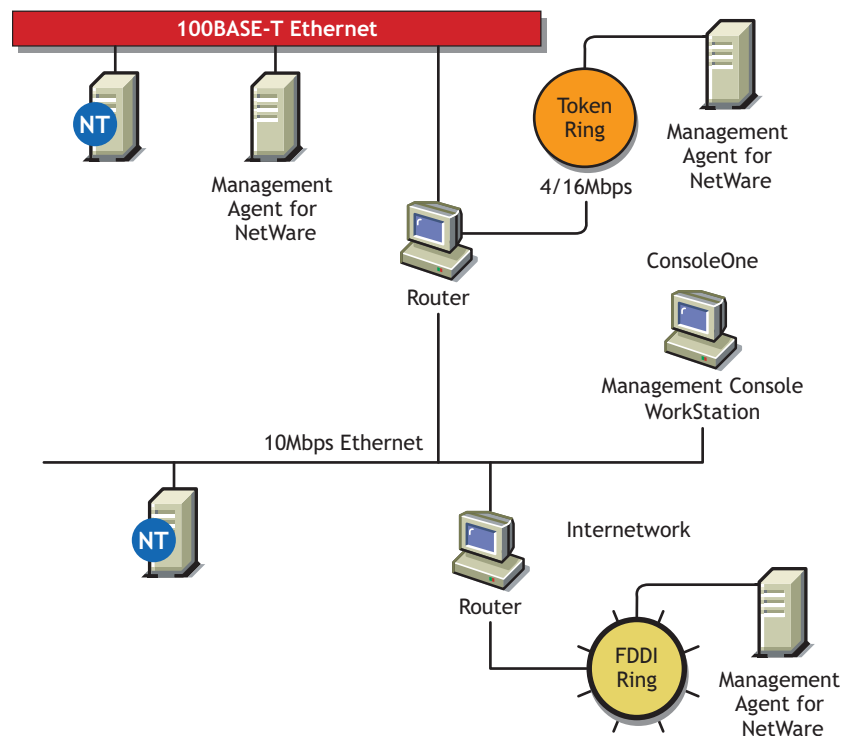 100BASE-T Ethernet
NT
Management
Agent for
NetWare
Token
Ring
4/16Mbps
Management
Agent for
NetWare
Router
ConsoleOne
Management Console
WorkStation
10Mbps Ethernet
NT
Router
Internetwork
FDDI
Ring
Management
Agent for
NetWare